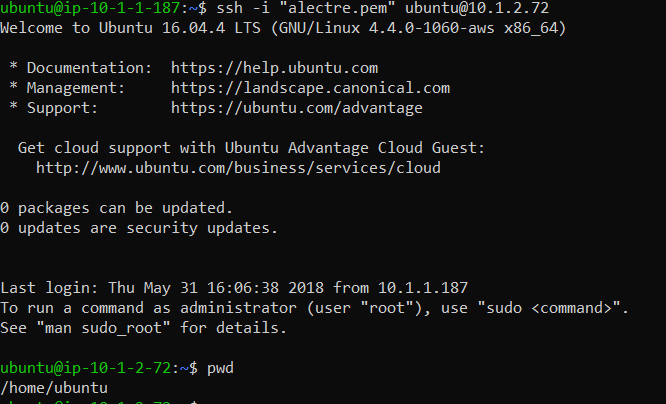 ubuntu@ip-10-1-1-187:~$ ssh -i "alectre.pem" ubuntu@10.1.2.72
Welcome to Ubuntu 16.04.4 LTS (GNU/Linux 4.4.0-1060-aws x86_64)
* Documentation: https://help.ubuntu.com
* Management: https://landscape.canonical.com
* Support: https://ubuntu.com/advantage
Get cloud support with Ubuntu Advantage Cloud Guest:
http://www.ubuntu.com/business/services/cloud
0 packages can be updated.
0 updates are security updates.
Last login: Thu May 31 16:06:38 2018 from 10.1.1.187
To run a command as administrator (user "root"), use "sudo <command>".
See "man sudo_root" for details.
ubuntu@ip-10-1-2-72:~$ pwd
/home/ubuntu